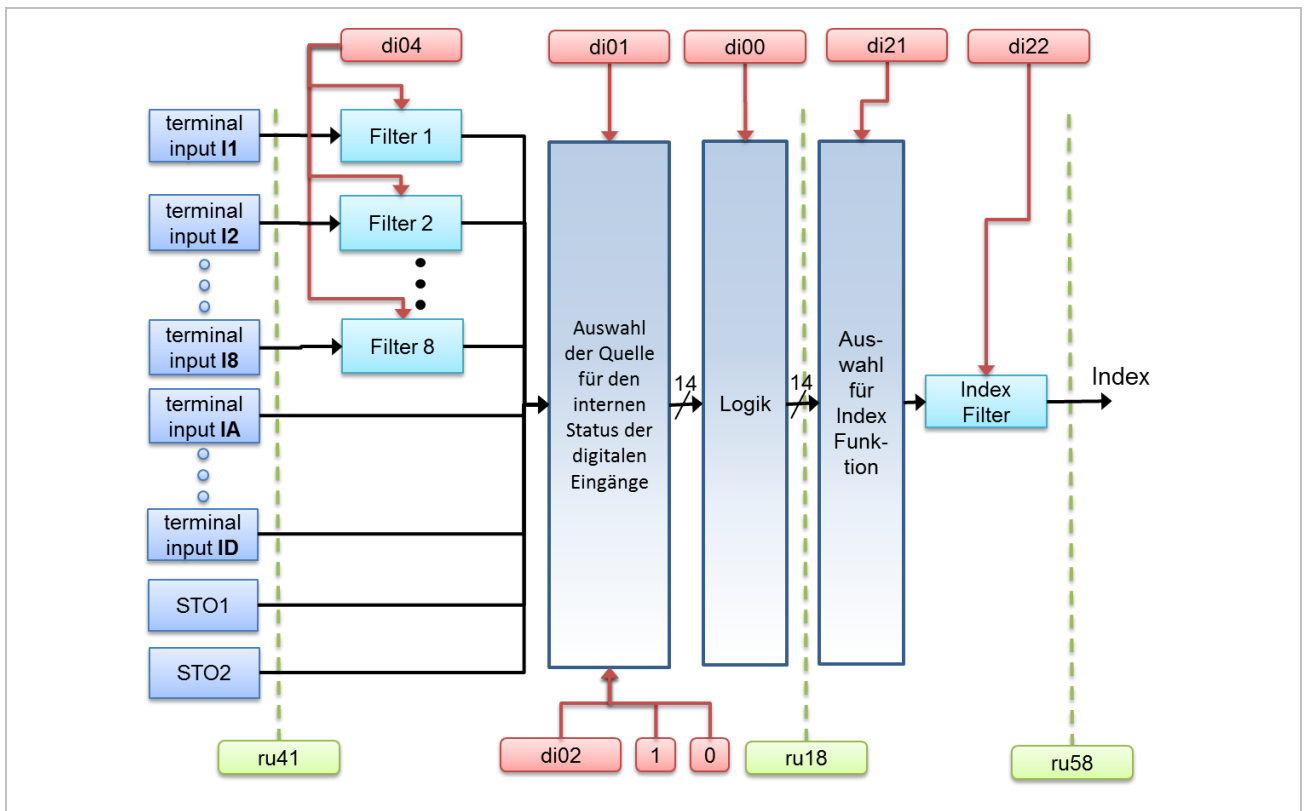 di04
di01
di00
di21
di22
terminal
input I1
Filter 1
terminal
input I2
Filter 2
terminal
input I8
Filter 8
terminal
input IA
terminal
input ID
STO1
STO2
Auswahl
der Quelle
für den
internen
Status der
digitalen
Eingänge
14
Logik
14
Aus-
wahl
für
Index
Funk-
tion
Index
Filter
Index
ru41
di02
1
0
ru18
ru58